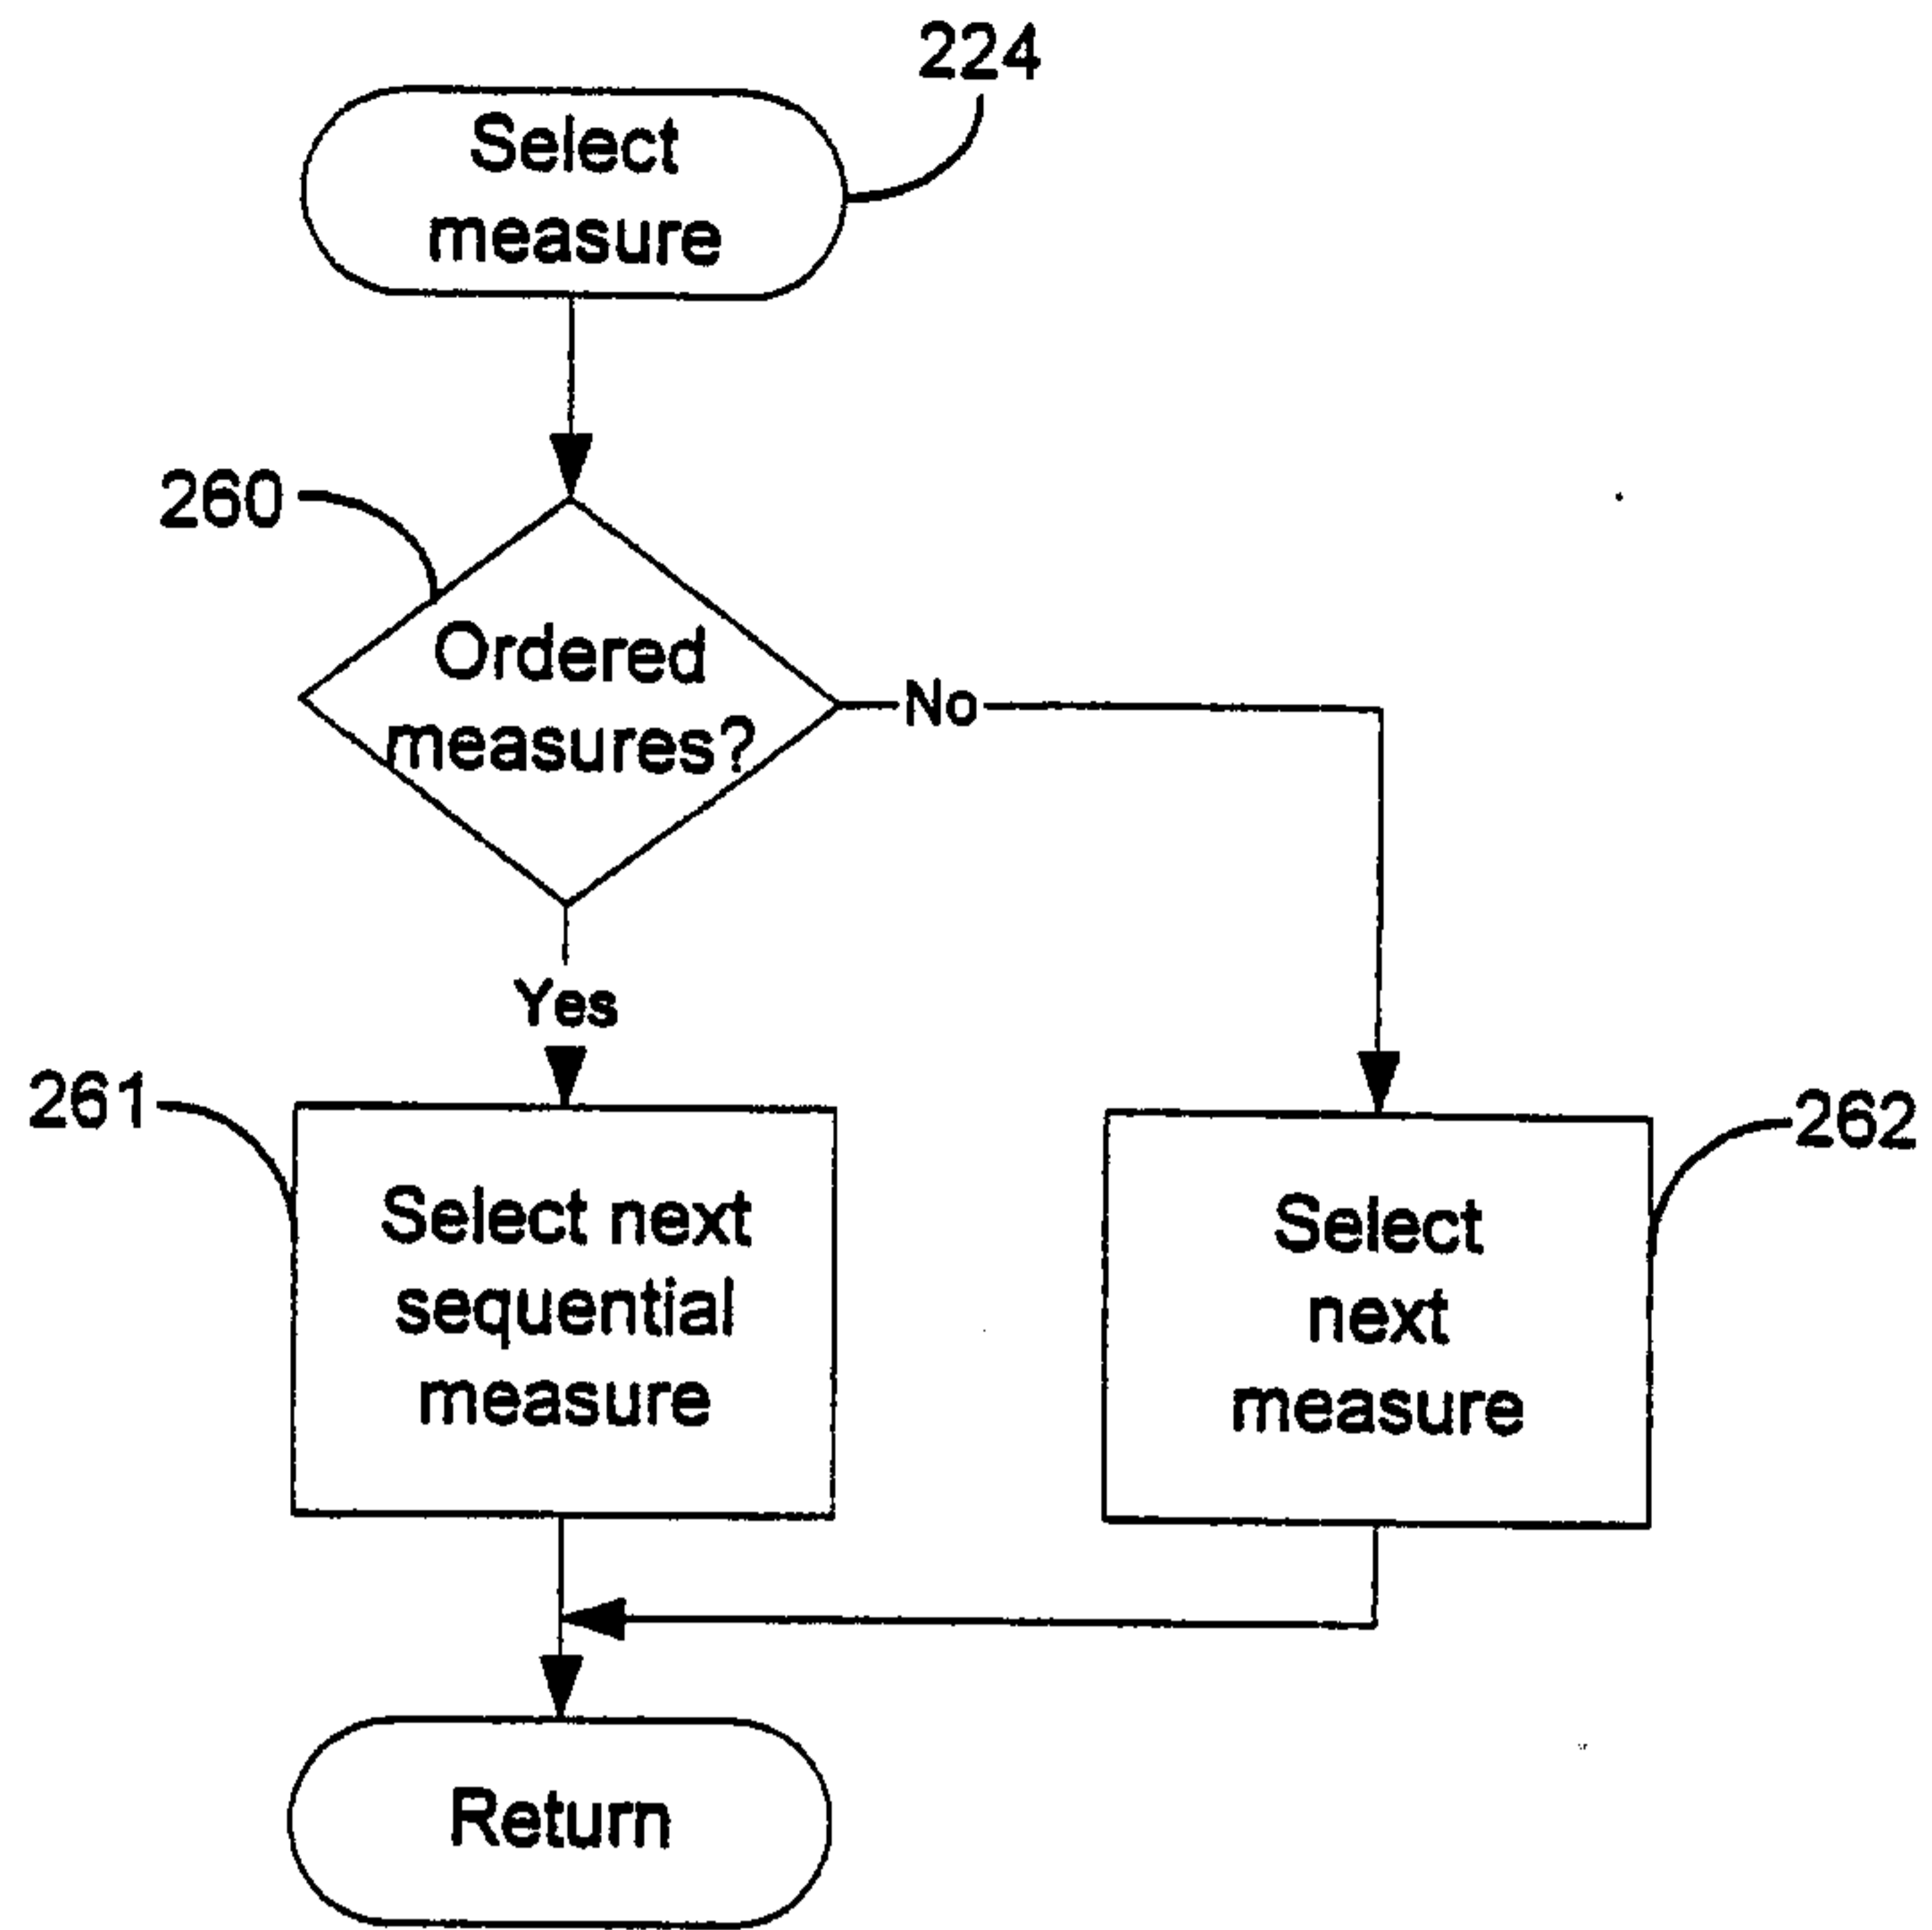 224
Select
measure
260
Ordered
measures?
No
Yes
261
Select next
sequential
measure
262
Select
next
measure
Return